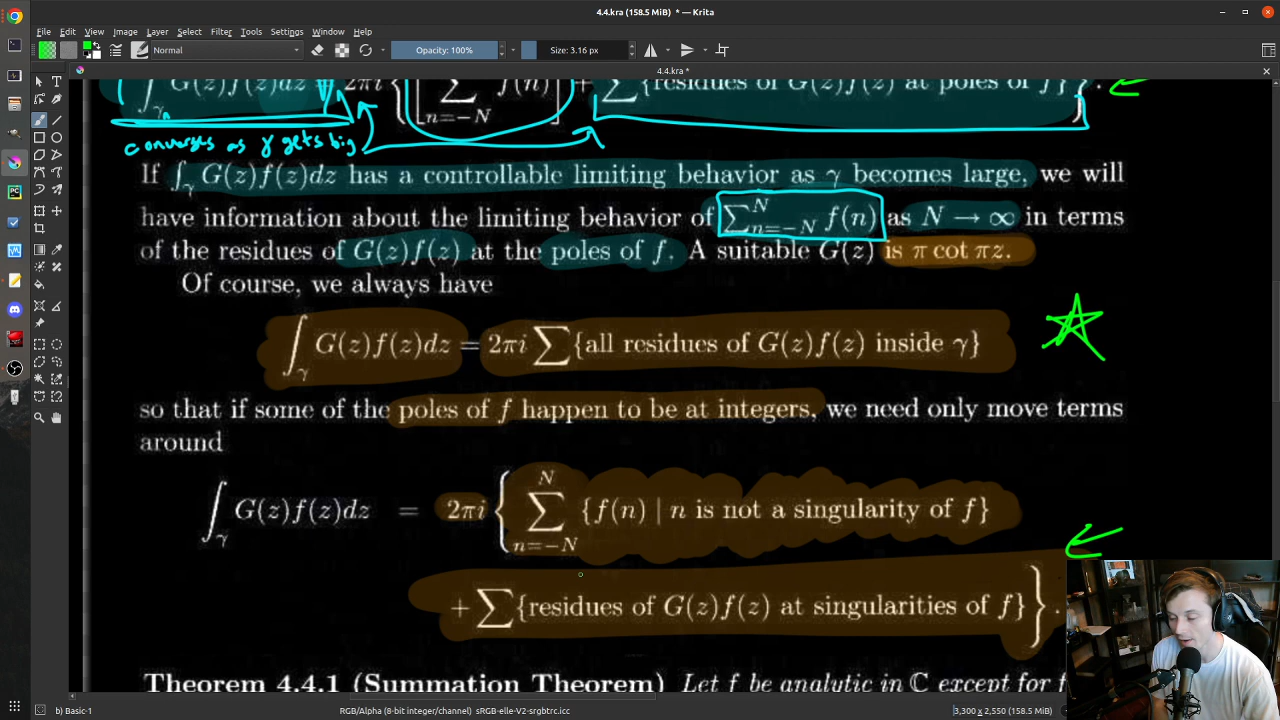 4.4.kra (158.5 MiB) * — Krita
File Edit View Image Layer Select Filter Tools Settings Window Help
Normal Opacity: 100% Size: 3.16 px
4.4.kra *
∫γ G(z)f(z)dz = 2πi { [ ∑n=−N f(n) ] + ∑{residues of G(z)f(z) at poles of f} } .
converges as γ gets big
If ∫γ G(z)f(z)dz has a controllable limiting behavior as γ becomes large, we will
have information about the limiting behavior of ∑_{n=−N}^N f(n) as N → ∞ in terms
of the residues of G(z)f(z) at the poles of f. A suitable G(z) is π cot πz.
Of course, we always have
∫γ G(z)f(z)dz = 2πi ∑{all residues of G(z)f(z) inside γ}
so that if some of the poles of f happen to be at integers, we need only move terms
around
∫γ G(z)f(z)dz = 2πi { ∑_{n=−N}^N {f(n) | n is not a singularity of f}
+ ∑{residues of G(z)f(z) at singularities of f} } .
Theorem 4.4.1 (Summation Theorem) Let f be analytic in ℂ except for f
b) Basic-1 RGB/Alpha (8-bit integer/channel) sRGB-elle-V2-srgbtrc.icc 3,300 x 2,550 (158.5 MiB)